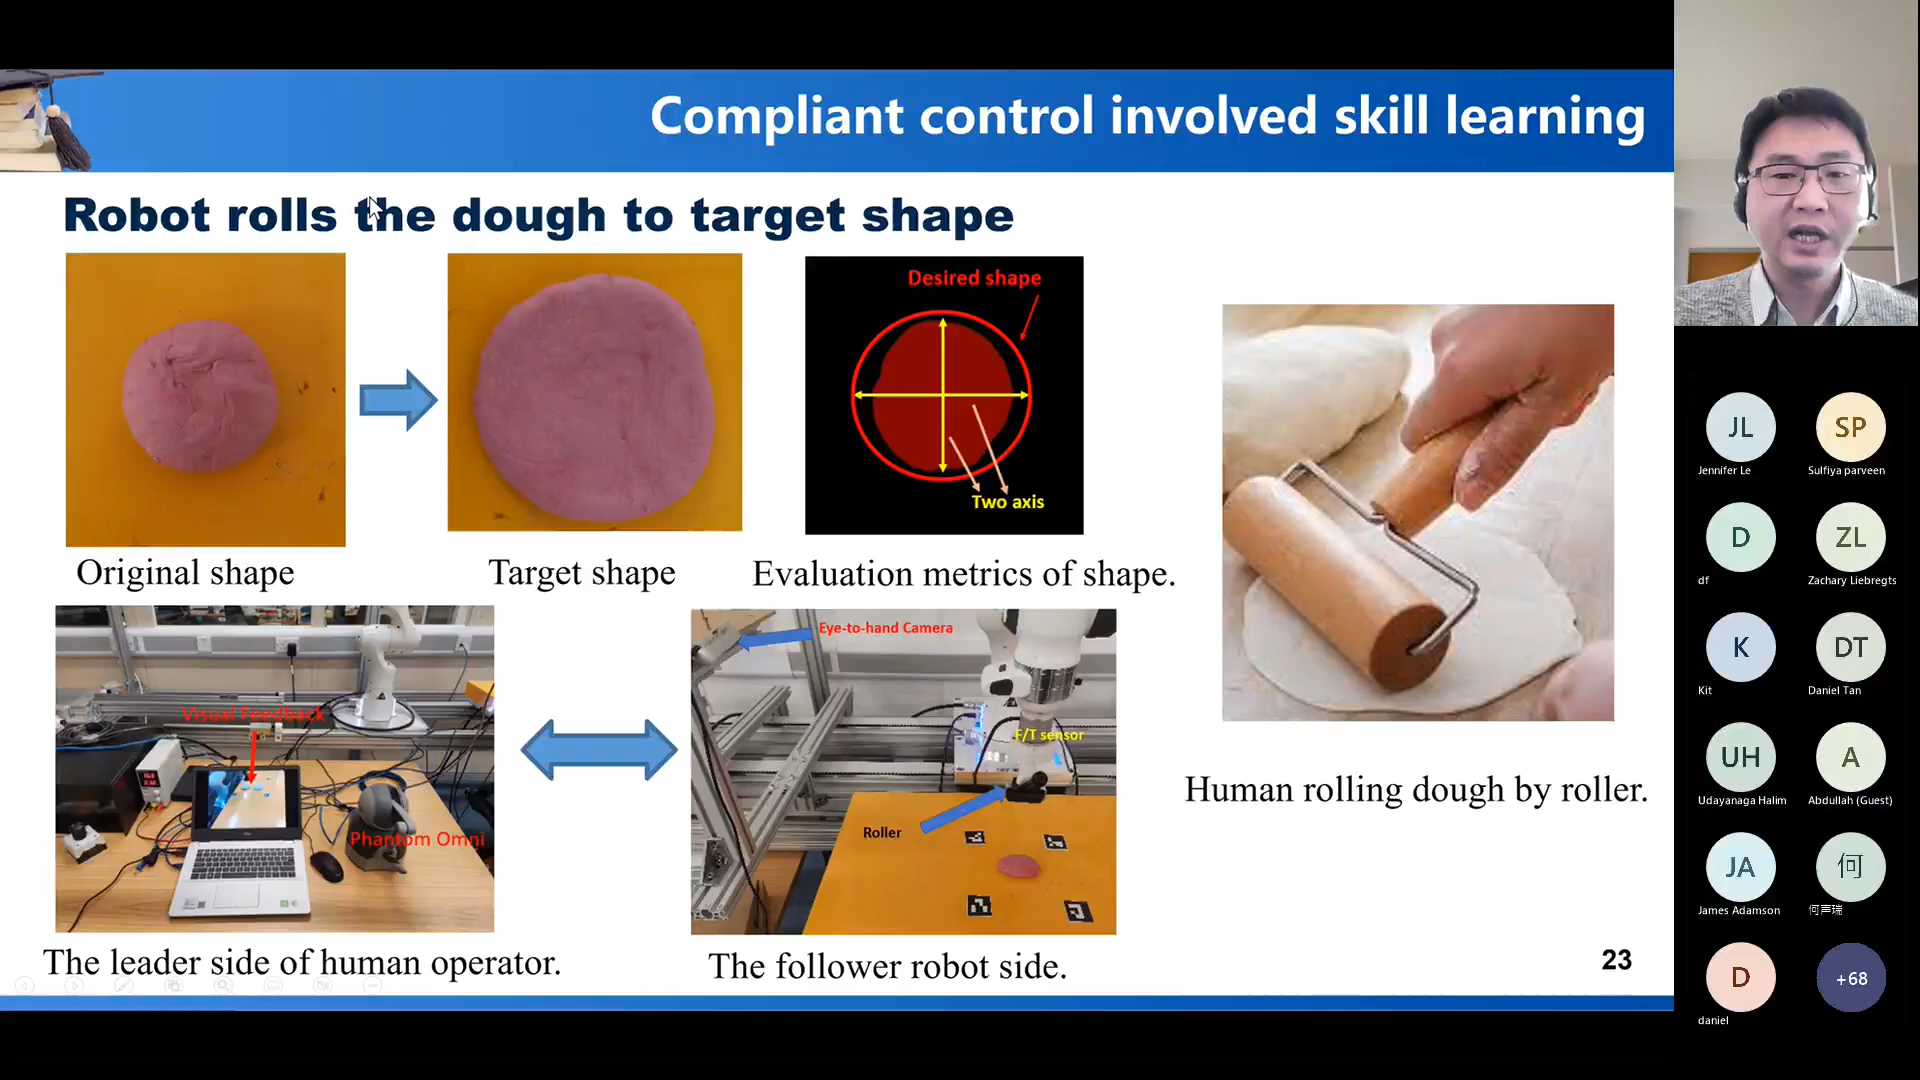 Compliant control involved skill learning
Robot rolls the dough to target shape
Desired shape
Two axis
Original shape
Target shape
Evaluation metrics of shape.
Visual Feedback
Phantom Omni
Eye-to-hand Camera
F/T sensor
Roller
Human rolling dough by roller.
The leader side of human operator.
The follower robot side.
23
JL
Jennifer Le
SP
Sulfiya parveen
D
df
ZL
Zachary Liebregts
K
Kit
DT
Daniel Tan
UH
Udayanaga Halim
A
Abdullah (Guest)
JA
James Adamson
何
何声瑞
D
daniel
+68